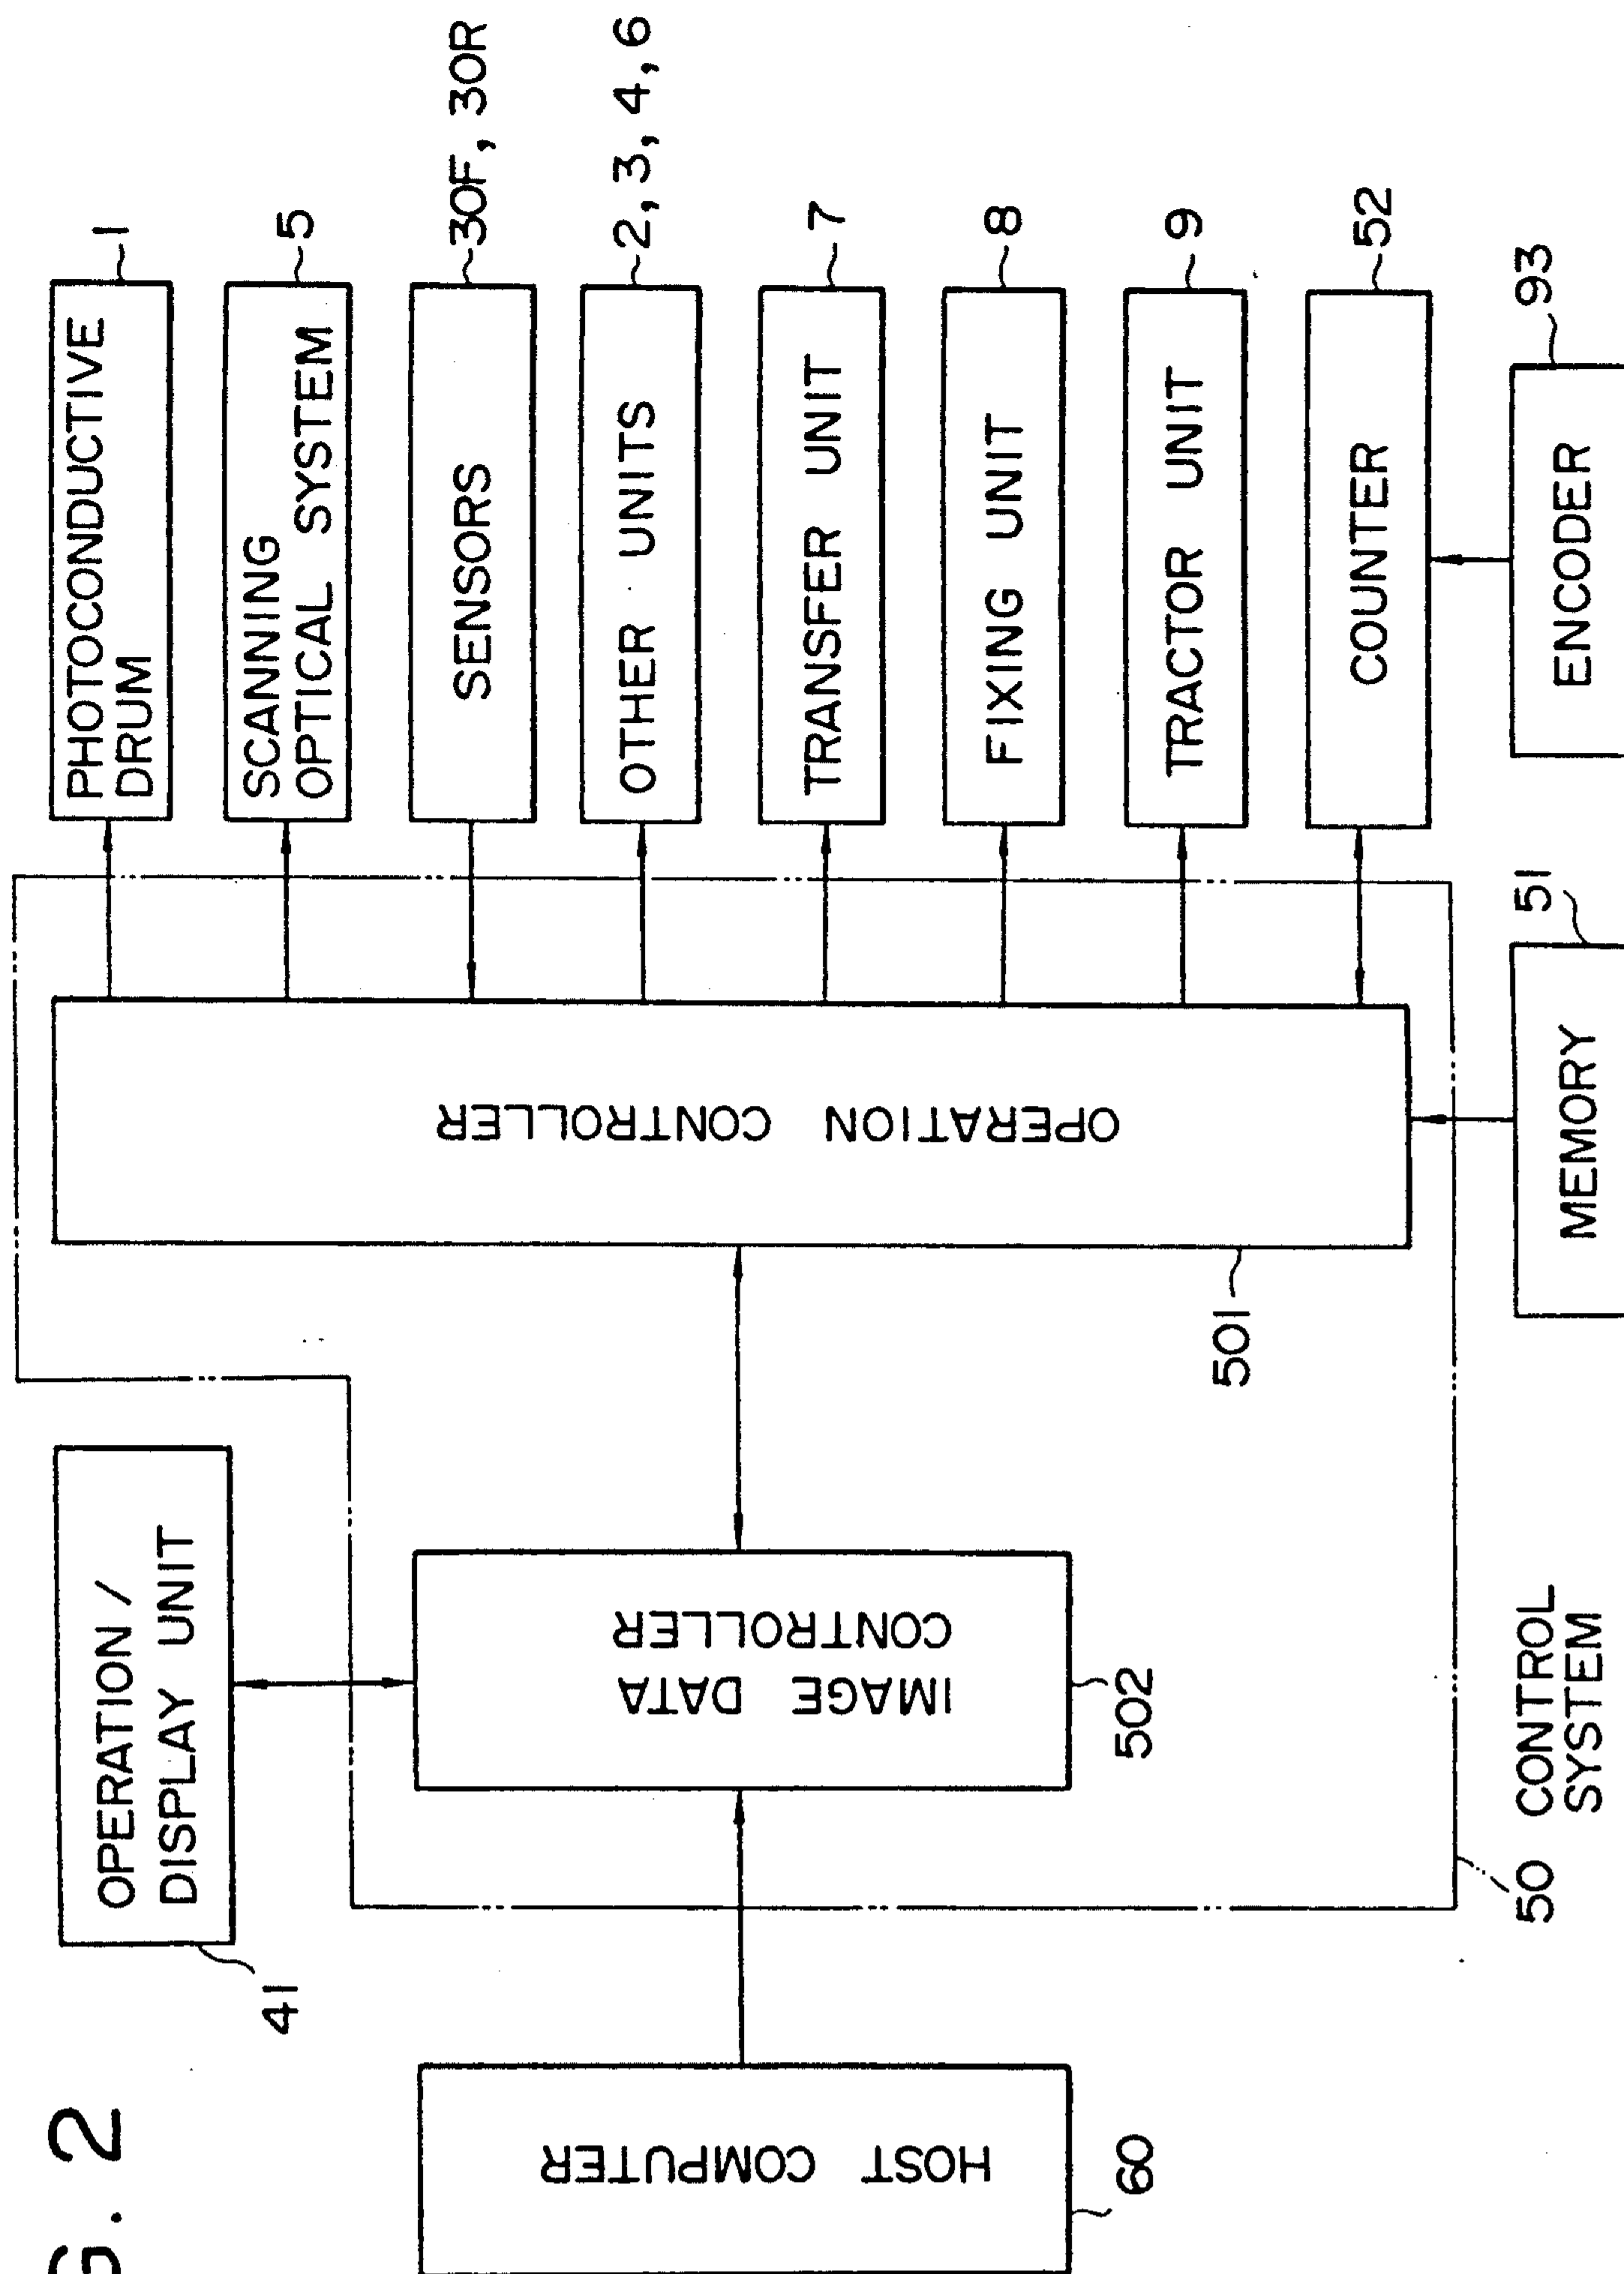 G. 2
OPERATION /
DISPLAY UNIT
41
HOST COMPUTER
60
IMAGE DATA
CONTROLLER
502
OPERATION CONTROLLER
501
50 CONTROL
SYSTEM
MEMORY
51
PHOTOCONDUCTIVE
DRUM
1
SCANNING
OPTICAL SYSTEM
5
SENSORS
30F, 30R
OTHER UNITS
2, 3, 4, 6
TRANSFER UNIT
7
FIXING UNIT
8
TRACTOR UNIT
9
COUNTER
52
ENCODER
93